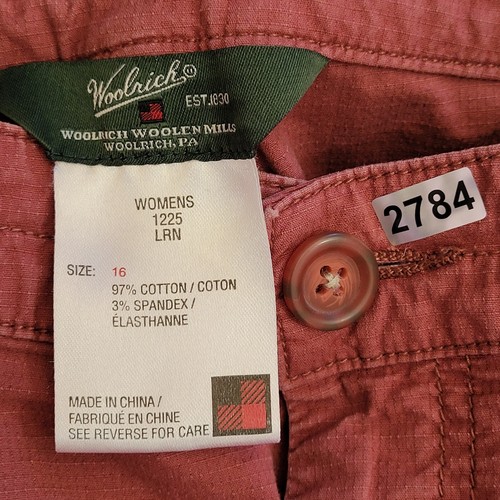 Woolrich
EST.1830
WOOLRICH WOOLEN MILLS
WOOLRICH, PA
WOMENS
1225
LRN
SIZE: 16
97% COTTON / COTON
3% SPANDEX /
ÉLASTHANNE
MADE IN CHINA /
FABRIQUÉ EN CHINE
SEE REVERSE FOR CARE
2784